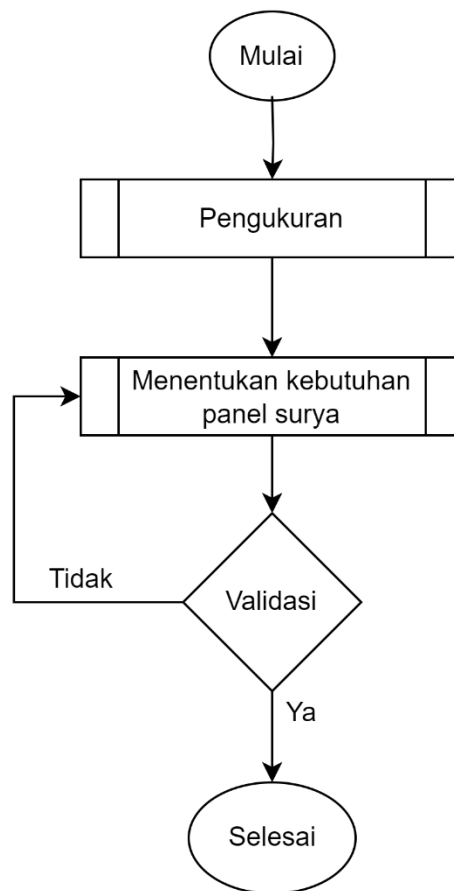 Mulai
Pengukuran
Menentukan kebutuhan
panel surya
Tidak
Validasi
Ya
Selesai